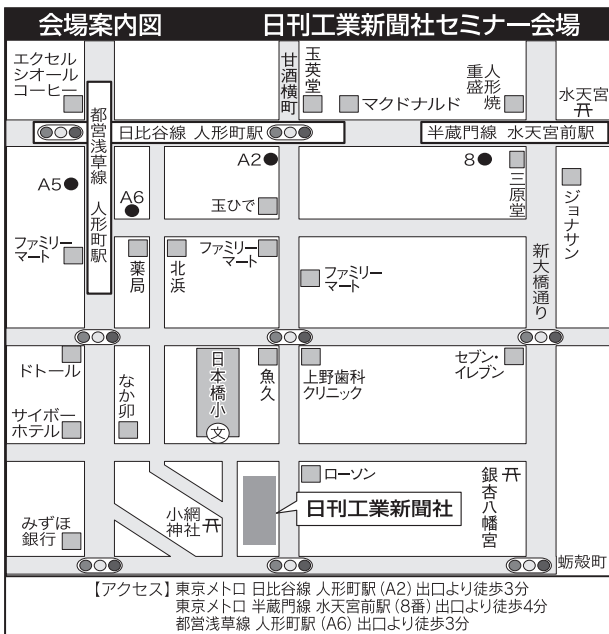 会場案内図　日刊工業新聞社セミナー会場
エクセル
シオール
コーヒー
都営浅草線 人形町駅
甘酒横町
玉英堂
マクドナルド
人形焼
重盛
水天宮
日比谷線 人形町駅
半蔵門線 水天宮前駅
A5
A6
A2
玉ひで
8
三原堂
ジョナサン
ファミリー
マート
薬局
北浜
ファミリー
マート
ファミリー
マート
新大橋通り
ドトール
なか卯
日本橋小
文
魚久
上野歯科
クリニック
セブン・
イレブン
サイボー
ホテル
みずほ
銀行
小網
神社
ローソン
日刊工業新聞社
銀杏八幡宮
蛎殻町
【アクセス】東京メトロ 日比谷線 人形町駅(A2)出口より徒歩3分
東京メトロ 半蔵門線 水天宮前駅(8番)出口より徒歩4分
都営浅草線 人形町駅(A6)出口より徒歩3分